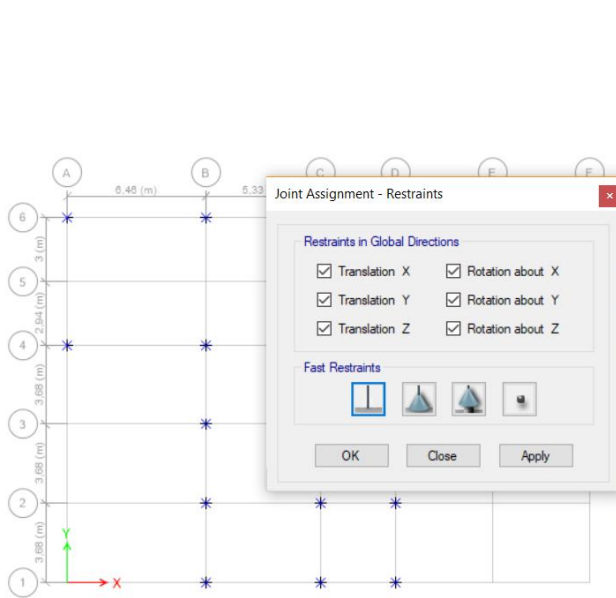 A B C D E F
6,46 (m) 5,33
Joint Assignment - Restraints
x
6
Restraints in Global Directions
3 (m)
Translation X Rotation about X
5
Translation Y Rotation about Y
2,94 (m)
Translation Z Rotation about Z
4
Fast Restraints
3,68 (m)
3
OK Close Apply
3,68 (m)
2
3,68 (m)
Y
1
X